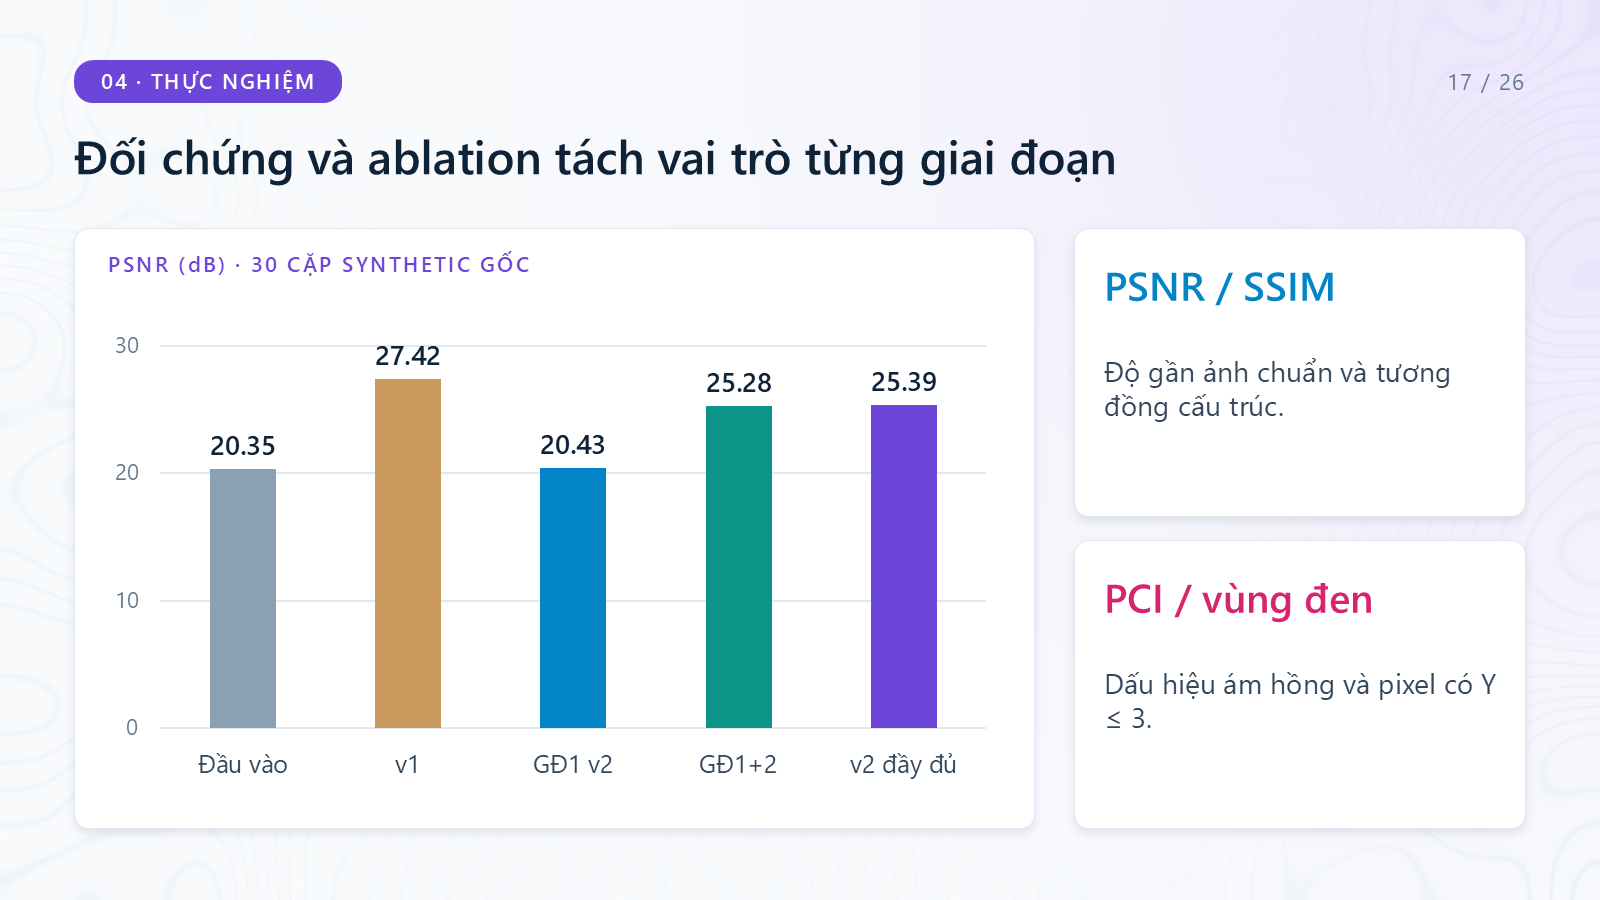 04 · THỰC NGHIỆM
17 / 26
Đối chứng và ablation tách vai trò từng giai đoạn
PSNR (dB) · 30 CẶP SYNTHETIC GỐC
30
20
10
0
20.35
27.42
20.43
25.28
25.39
Đầu vào
v1
GĐ1 v2
GĐ1+2
v2 đầy đủ
PSNR / SSIM
Độ gần ảnh chuẩn và tương
đồng cấu trúc.
PCI / vùng đen
Dấu hiệu ám hồng và pixel có Y
≤ 3.